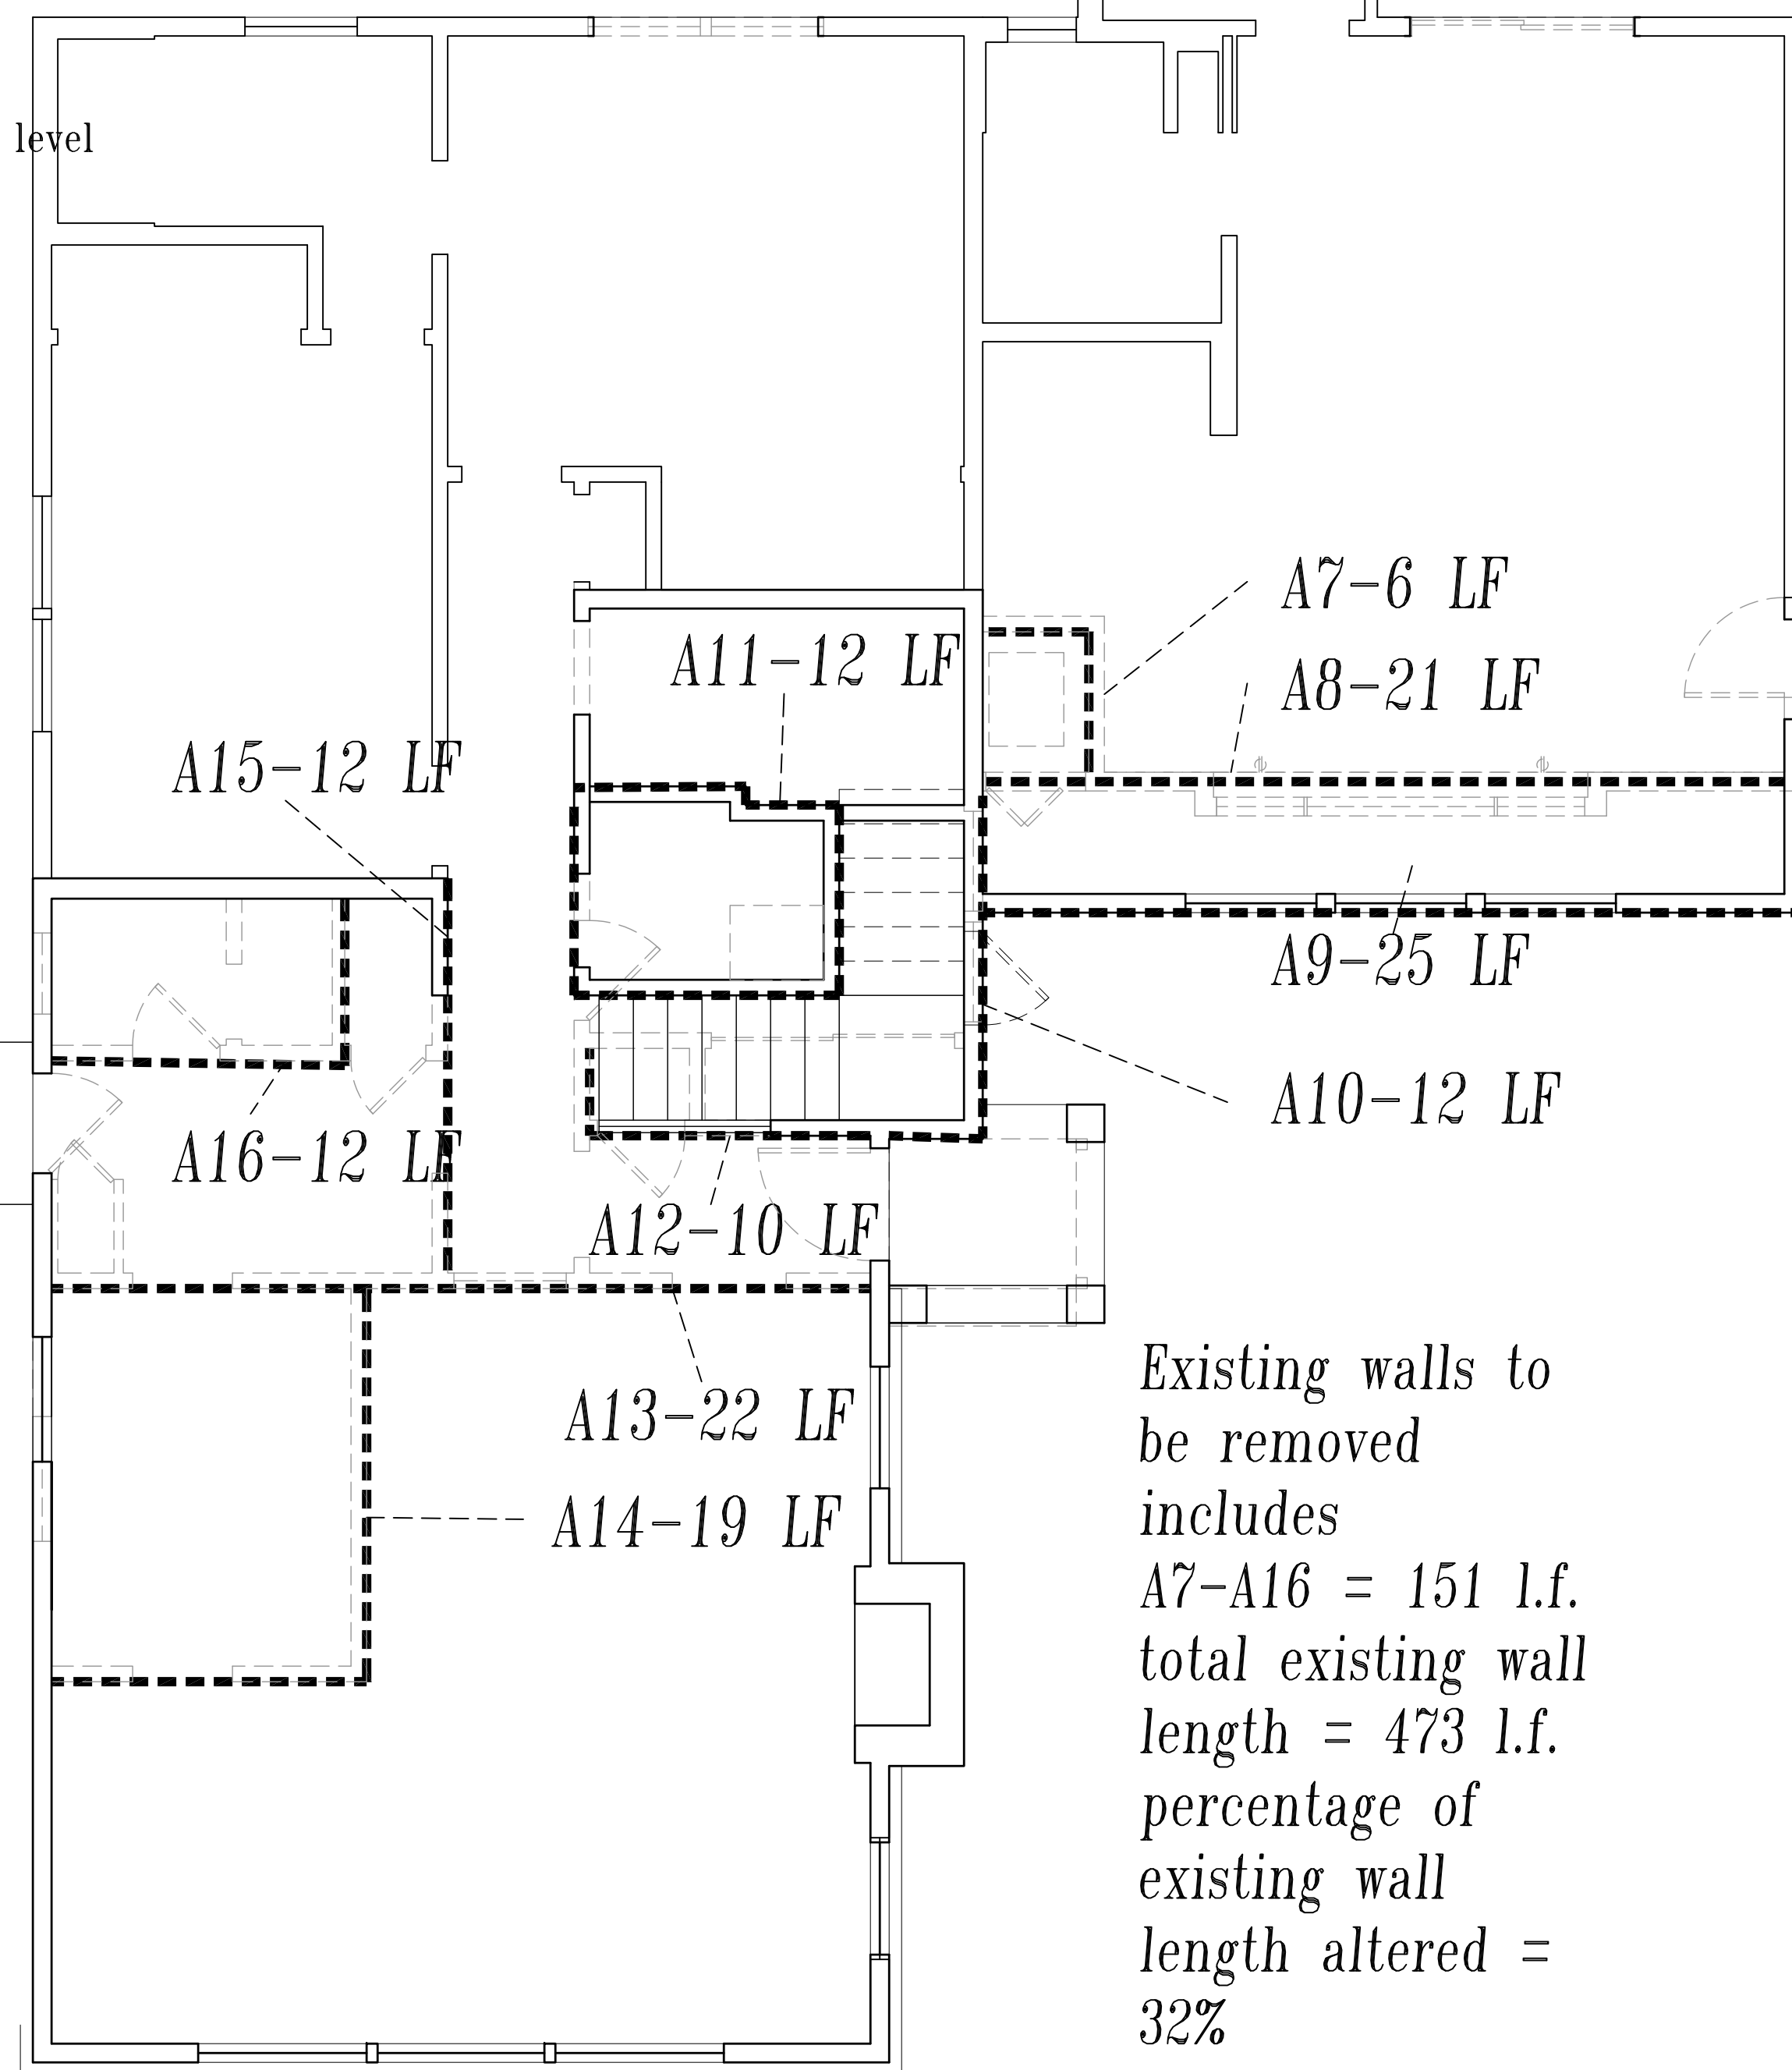 level
A7-6 LF
A11-12 LF
A8-21 LF
A15-12 LF
A9-25 LF
A10-12 LF
A16-12 LF
A12-10 LF
A13-22 LF
A14-19 LF
Existing walls to
be removed
includes
A7-A16 = 151 l.f.
total existing wall
length = 473 l.f.
percentage of
existing wall
length altered =
32%